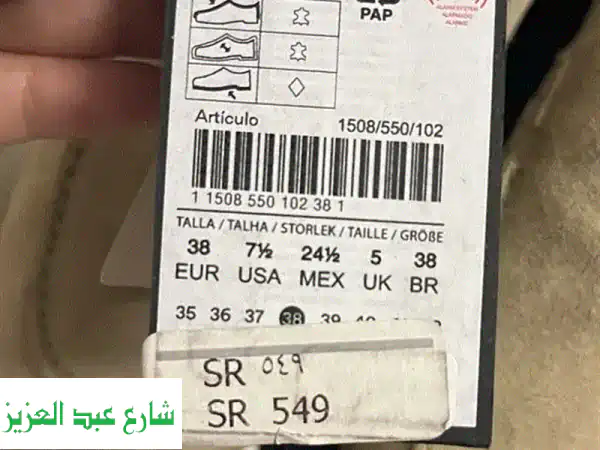 PAP
Artículo
1508/550/102
1 1508 550 102 38 1
TALLA / TALHA / STORLEK / TAILLE / GRÖßE
38 7½ 24½ 5 38
EUR USA MEX UK BR
35 36 37 38 39
SR ٥٤٩
SR 549
شارع عبد العزيز